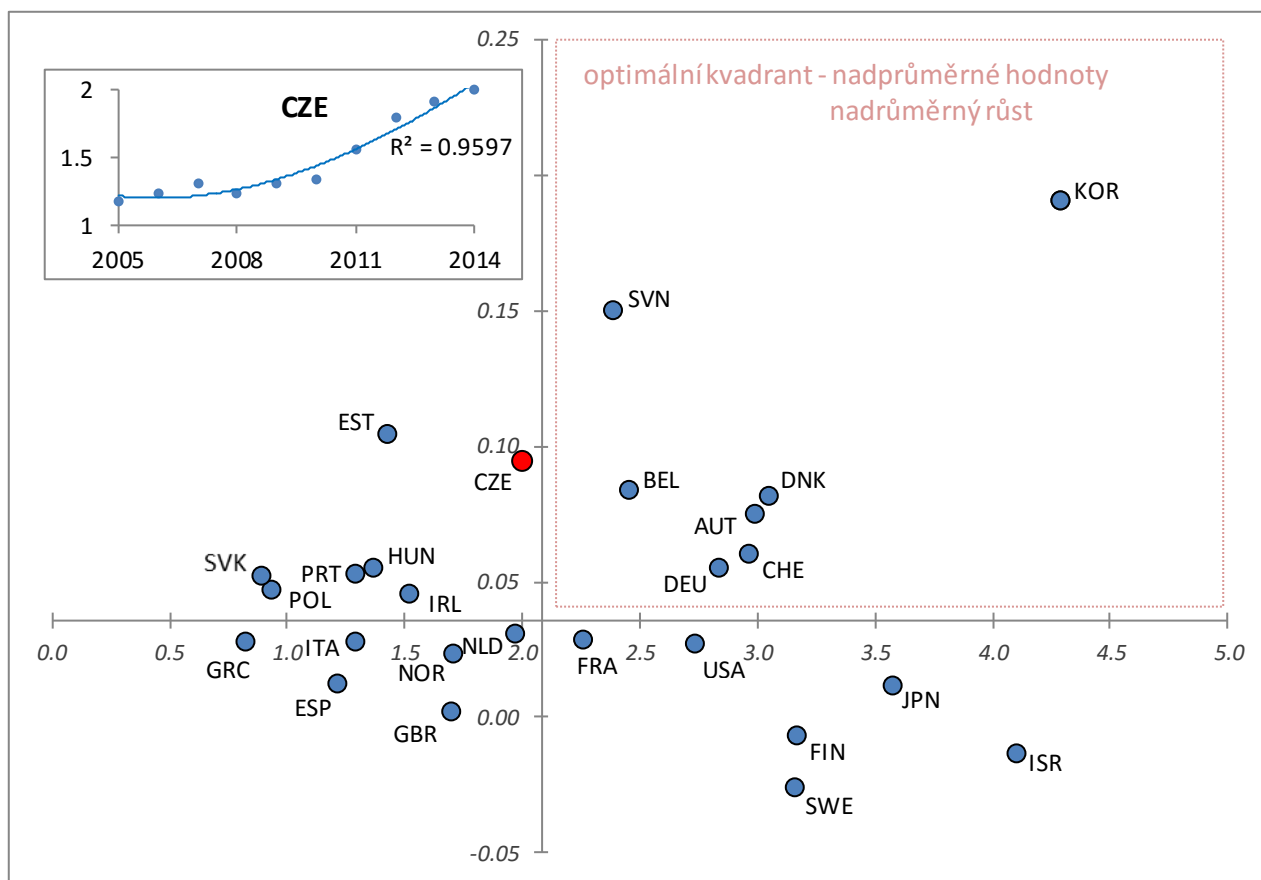 0.25
optimální kvadrant - nadprůměrné hodnoty
nadrůměrný růst
2
CZE
R² = 0.9597
1.5
1
2005 2008 2011 2014
KOR
SVN
0.15
EST
0.10
CZE
BEL
DNK
AUT
SVK
PRT
HUN
DEU
CHE
0.05
POL
IRL
0.0 0.5 1.0 1.5 2.0 2.5 3.0 3.5 4.0 4.5 5.0
GRC
ITA
NOR
NLD
FRA
USA
ESP
JPN
0.00
GBR
FIN
ISR
SWE
-0.05